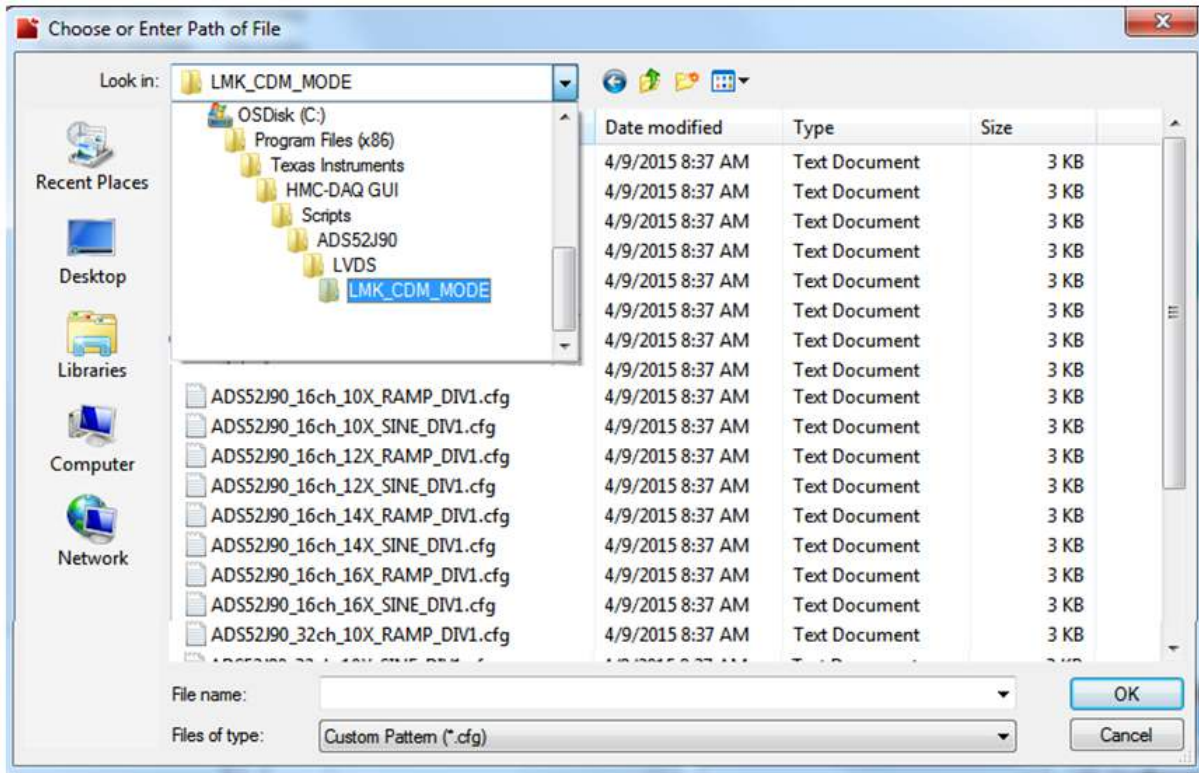 Choose or Enter Path of File
Look in: LMK_CDM_MODE
OSDisk (C:)
Program Files (x86)
Texas Instruments
HMC-DAQ GUI
Scripts
ADS52J90
LVDS
LMK_CDM_MODE
Recent Places
Desktop
Libraries
Computer
Network
Date modified Type Size
4/9/2015 8:37 AM Text Document 3 KB
4/9/2015 8:37 AM Text Document 3 KB
4/9/2015 8:37 AM Text Document 3 KB
4/9/2015 8:37 AM Text Document 3 KB
4/9/2015 8:37 AM Text Document 3 KB
4/9/2015 8:37 AM Text Document 3 KB
4/9/2015 8:37 AM Text Document 3 KB
4/9/2015 8:37 AM Text Document 3 KB
ADS52J90_16ch_10X_RAMP_DIV1.cfg 4/9/2015 8:37 AM Text Document 3 KB
ADS52J90_16ch_10X_SINE_DIV1.cfg 4/9/2015 8:37 AM Text Document 3 KB
ADS52J90_16ch_12X_RAMP_DIV1.cfg 4/9/2015 8:37 AM Text Document 3 KB
ADS52J90_16ch_12X_SINE_DIV1.cfg 4/9/2015 8:37 AM Text Document 3 KB
ADS52J90_16ch_14X_RAMP_DIV1.cfg 4/9/2015 8:37 AM Text Document 3 KB
ADS52J90_16ch_14X_SINE_DIV1.cfg 4/9/2015 8:37 AM Text Document 3 KB
ADS52J90_16ch_16X_RAMP_DIV1.cfg 4/9/2015 8:37 AM Text Document 3 KB
ADS52J90_16ch_16X_SINE_DIV1.cfg 4/9/2015 8:37 AM Text Document 3 KB
ADS52J90_32ch_10X_RAMP_DIV1.cfg 4/9/2015 8:37 AM Text Document 3 KB
File name:
OK
Files of type: Custom Pattern (*.cfg)
Cancel